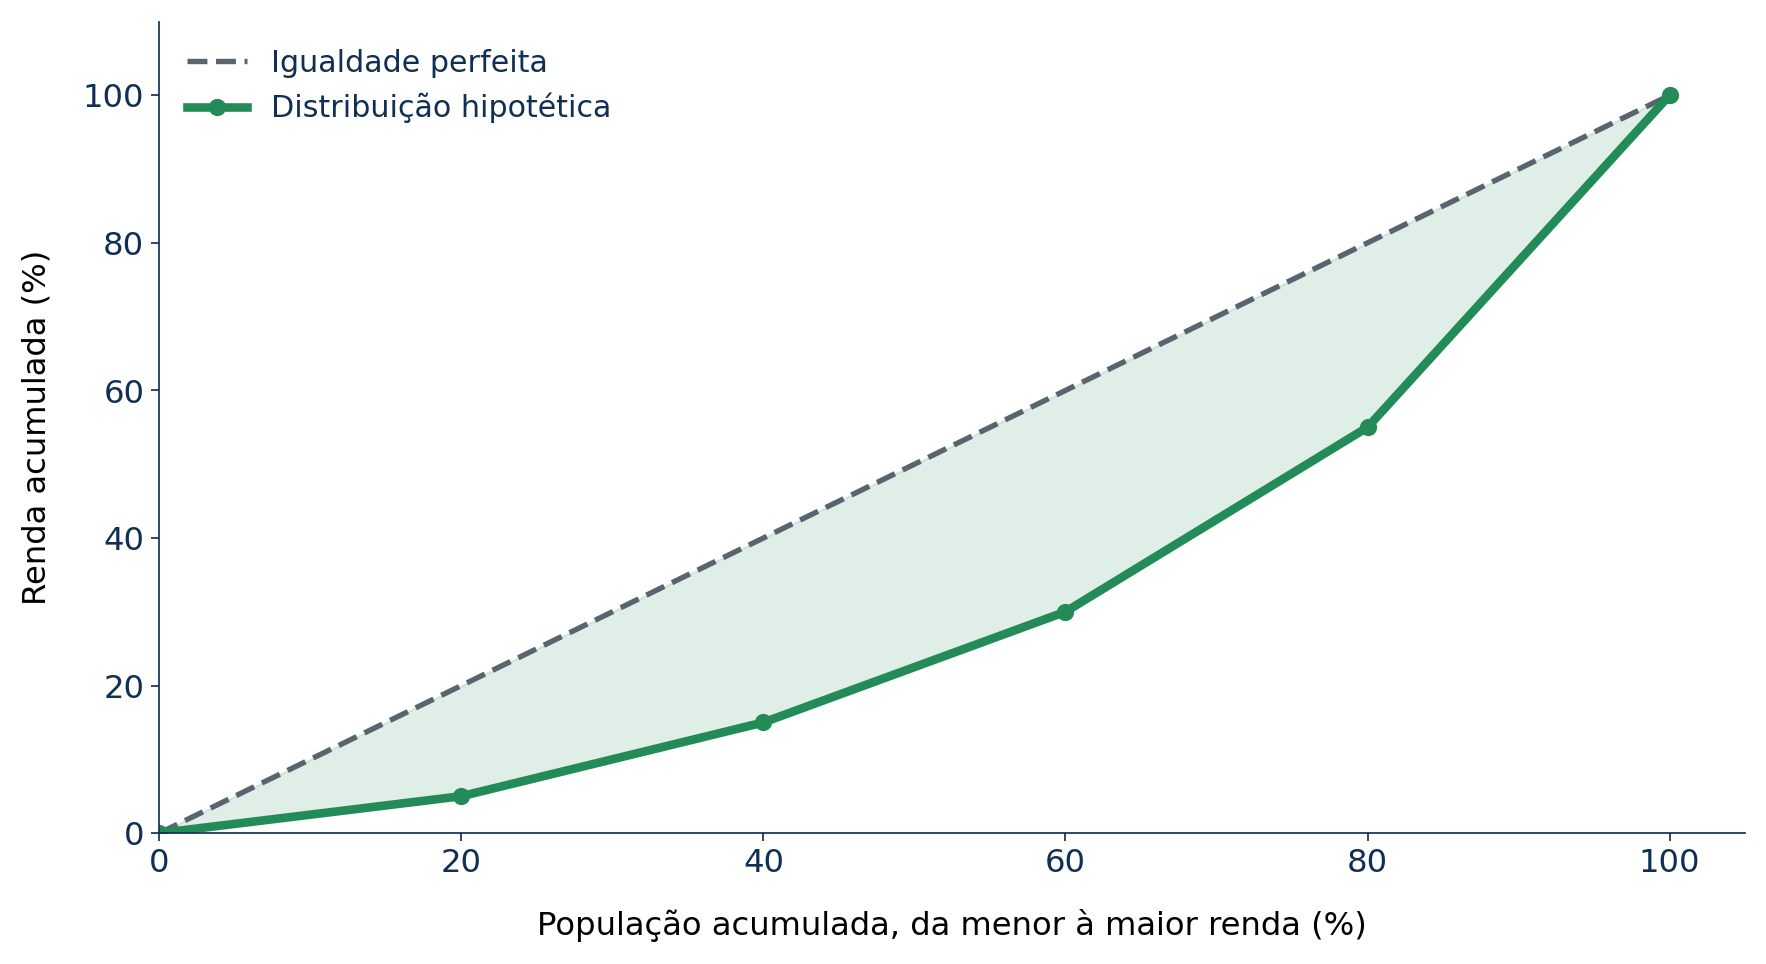 Igualdade perfeita
Distribuição hipotética
Renda acumulada (%)
100
80
60
40
20
0
0 20 40 60 80 100
População acumulada, da menor à maior renda (%)